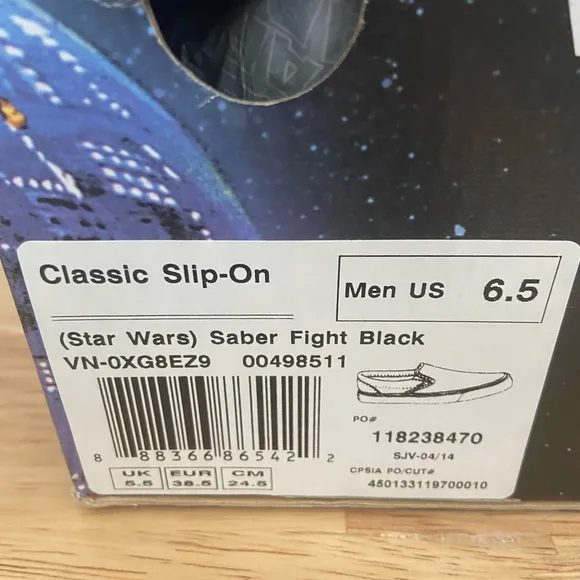 Classic Slip-On
Men US 6.5
(Star Wars) Saber Fight Black
VN-0XG8EZ9 00498511
PO#
118238470
SJV-04/14
8 88366 86542 2
CPSIA PO/CUT#
450133119700010
UK EUR CM
5.5 38.5 24.5